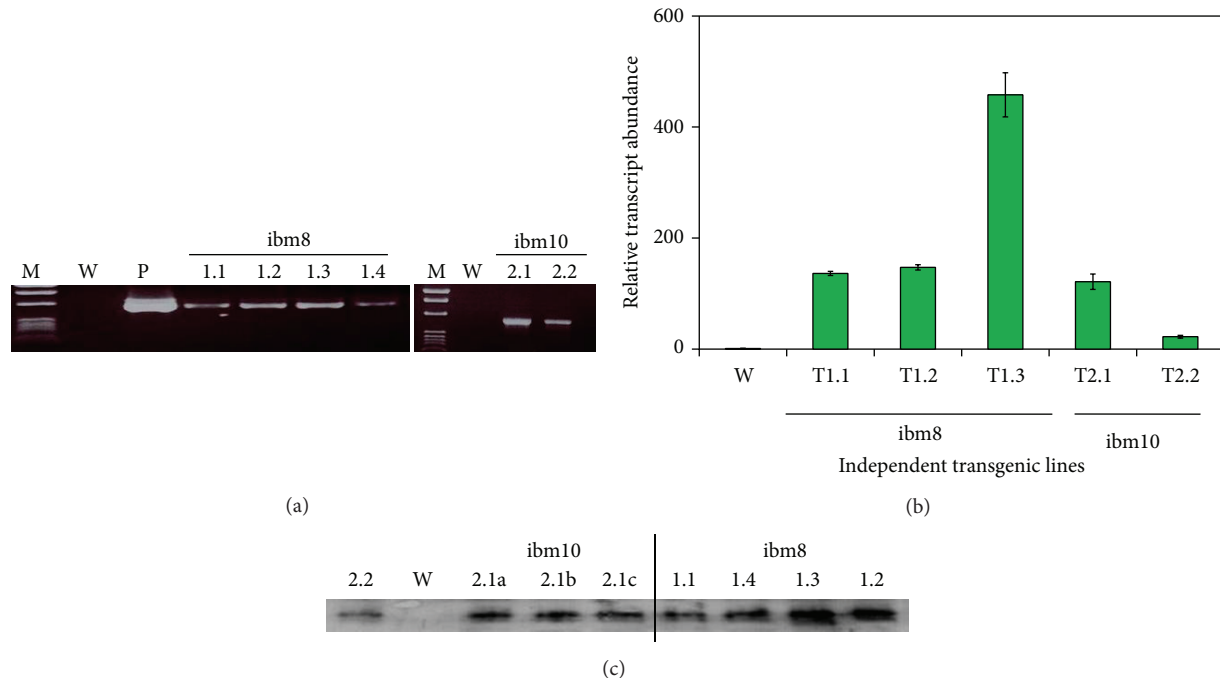 ibm8
ibm10
M W P 1.1 1.2 1.3 1.4 M W 2.1 2.2
(a)
600
400
200
0
Relative transcript abundance
W T1.1 T1.2 T1.3 T2.1 T2.2
ibm8
ibm10
Independent transgenic lines
(b)
ibm10
ibm8
2.2 W 2.1a 2.1b 2.1c 1.1 1.4 1.3 1.2
(c)